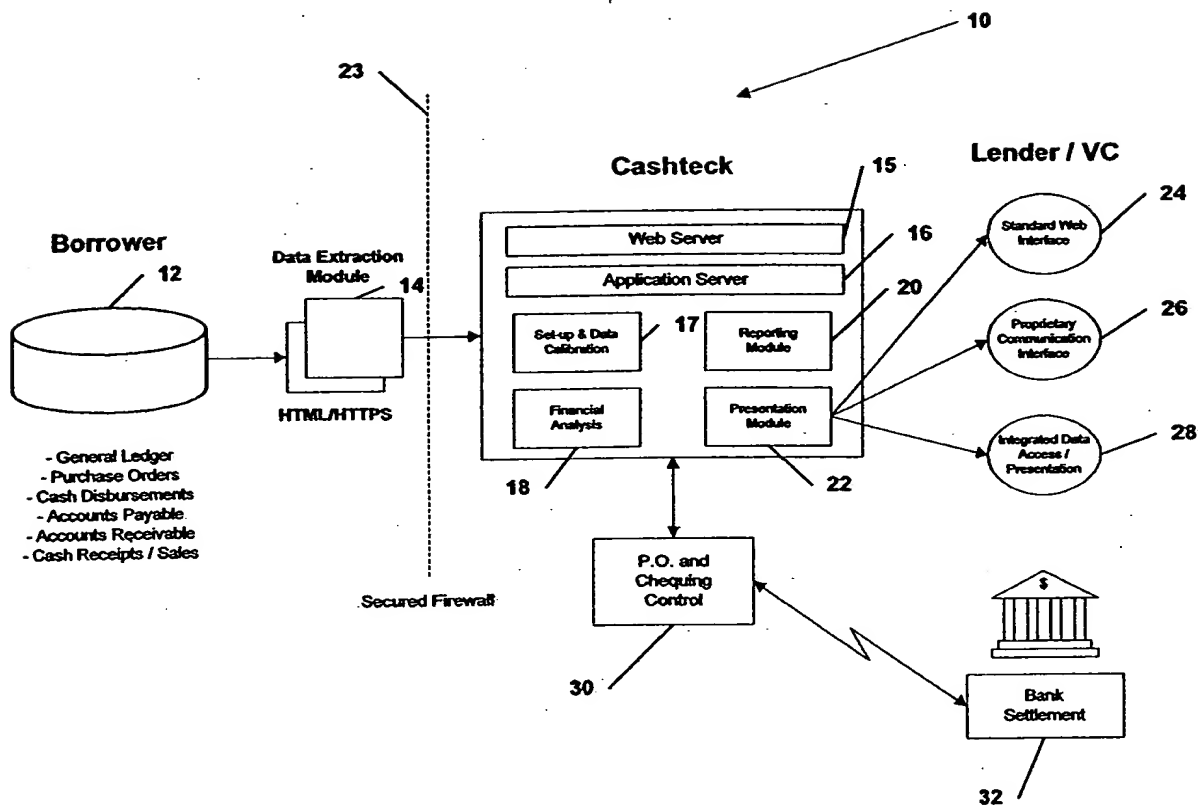 10
23
Cashteck
Lender / VC
15
24
Web Server
Standard Web
Interface
Borrower
16
12
Data Extraction
Module
14
Application Server
20
17
Set-up & Data
Calibration
Reporting
Module
26
Proprietary
Communication
Interface
HTML/HTTPS
Financial
Analysis
Presentation
Module
28
Integrated Data
Access /
Presentation
- General Ledger
- Purchase Orders
- Cash Disbursements
- Accounts Payable
- Accounts Receivable
- Cash Receipts / Sales
18
22
P.O. and
Chequing
Control
$
Secured Firewall
30
Bank
Settlement
32